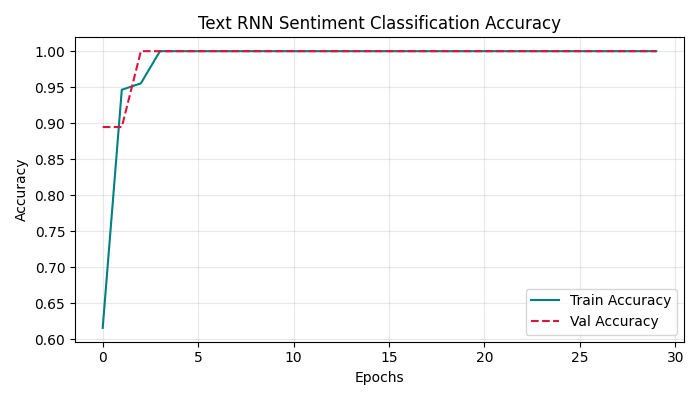 Text RNN Sentiment Classification Accuracy
1.00
0.95
0.90
0.85
0.80
0.75
0.70
0.65
0.60
Accuracy
Train Accuracy
Val Accuracy
0 5 10 15 20 25 30
Epochs